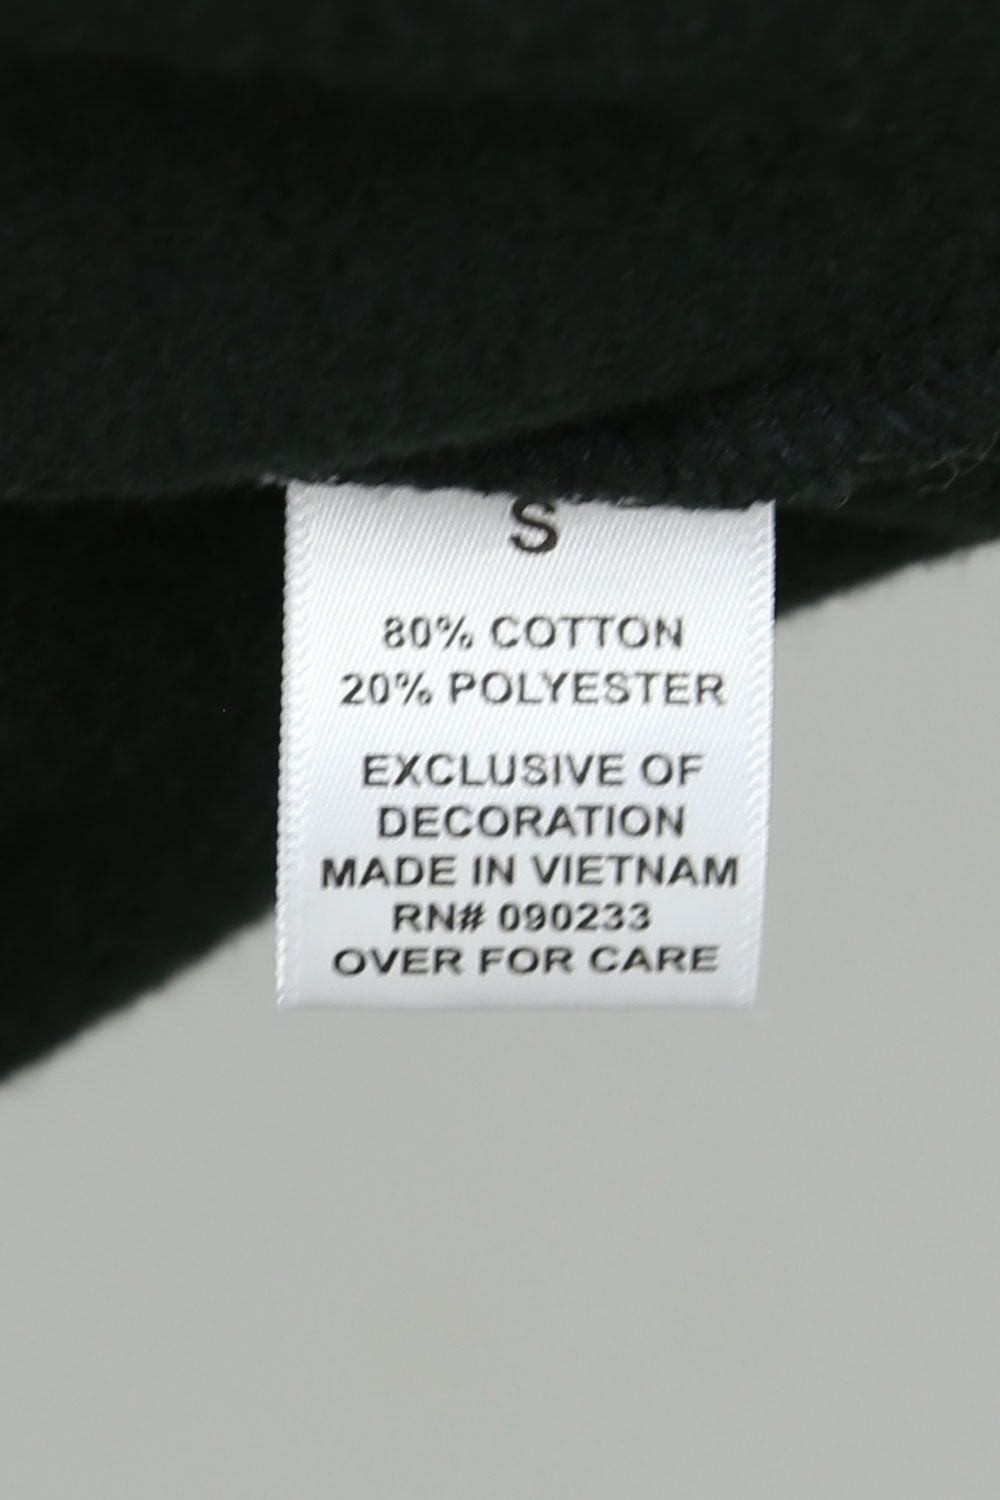 S
80% COTTON
20% POLYESTER
EXCLUSIVE OF
DECORATION
MADE IN VIETNAM
RN# 090233
OVER FOR CARE